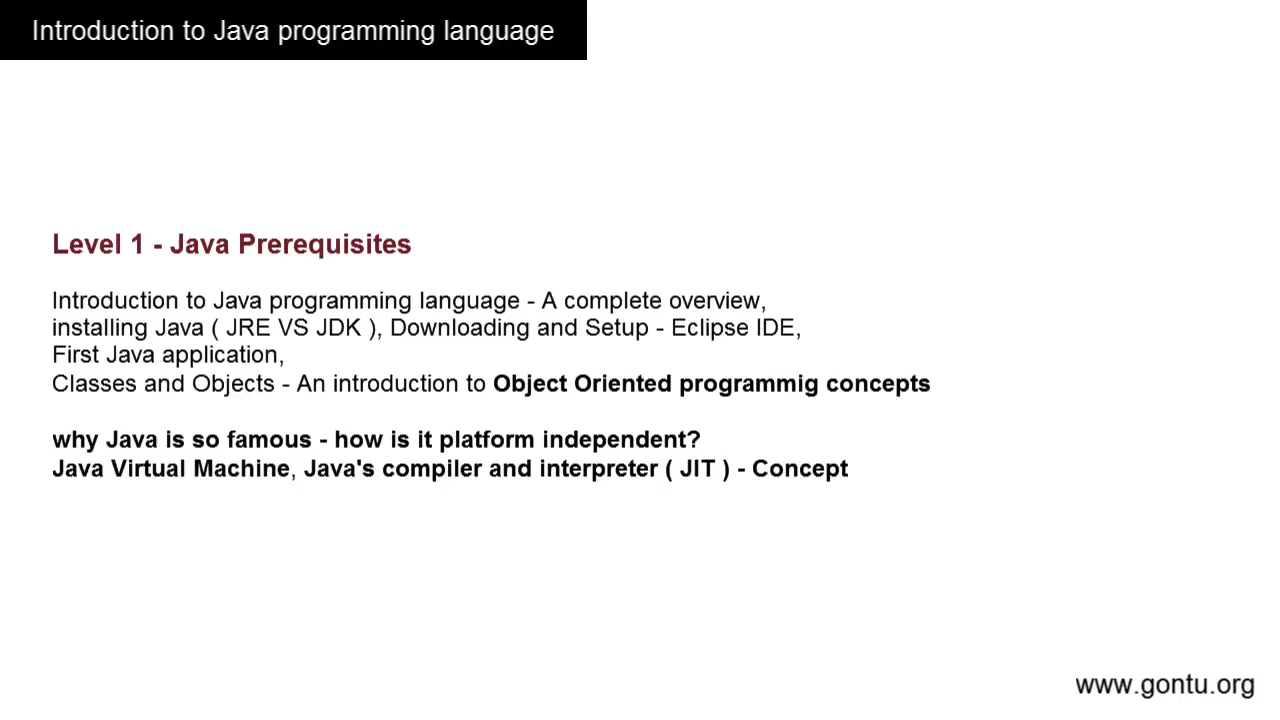 Introduction to Java programming language
Level 1 - Java Prerequisites
Introduction to Java programming language - A complete overview,
installing Java ( JRE VS JDK ), Downloading and Setup - Eclipse IDE,
First Java application,
Classes and Objects - An introduction to Object Oriented programmig concepts
why Java is so famous - how is it platform independent?
Java Virtual Machine, Java's compiler and interpreter ( JIT ) - Concept
www.gontu.org